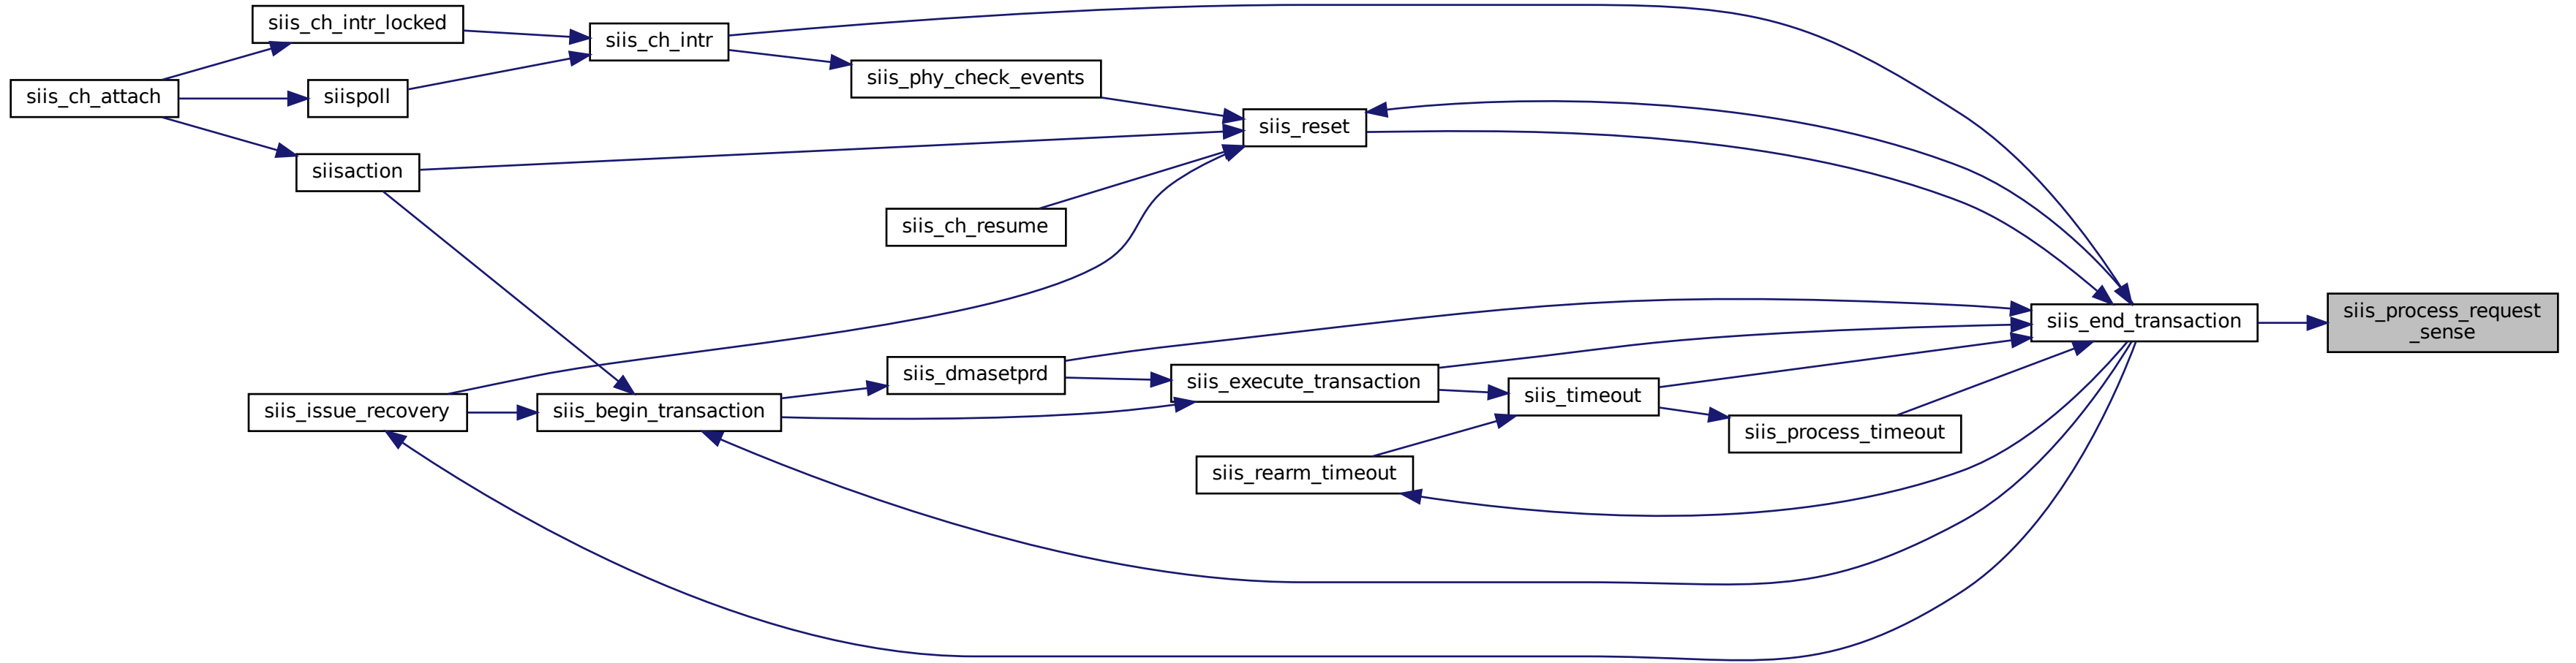 siis_ch_intr_locked
siis_ch_intr
siis_phy_check_events
siis_ch_attach
siispoll
siis_reset
siisaction
siis_ch_resume
siis_process_request
_sense
siis_end_transaction
siis_dmasetprd
siis_execute_transaction
siis_timeout
siis_issue_recovery
siis_begin_transaction
siis_process_timeout
siis_rearm_timeout